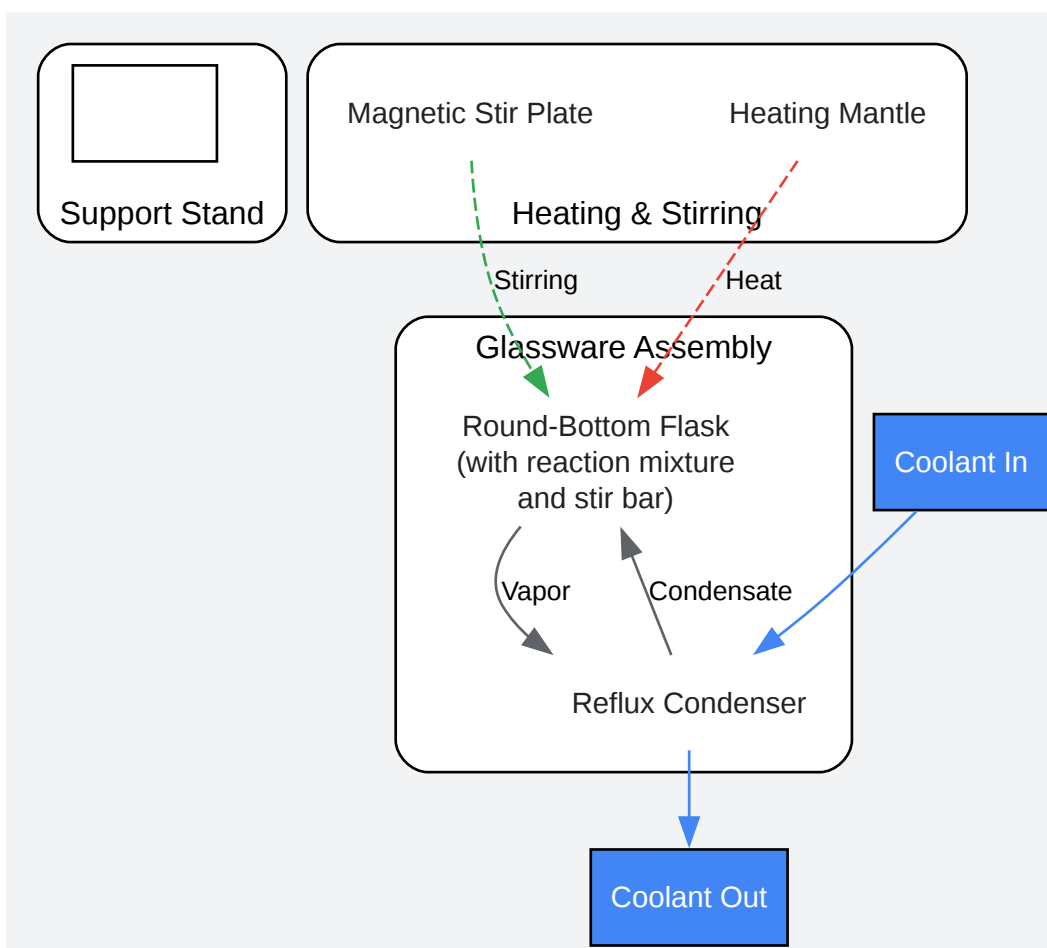 Magnetic Stir Plate
Heating Mantle
Support Stand
Heating & Stirring
Stirring
Heat
Glassware Assembly
Round-Bottom Flask
(with reaction mixture
and stir bar)
Coolant In
Vapor
Condensate
Reflux Condenser
Coolant Out